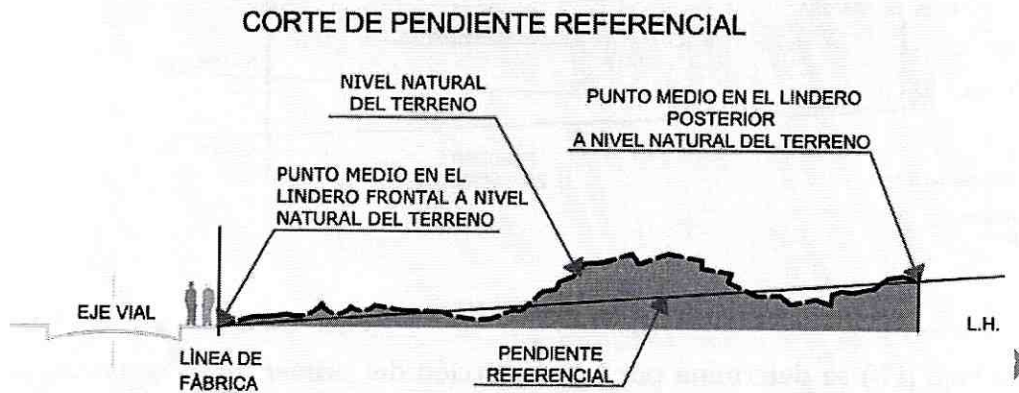 CORTE DE PENDIENTE REFERENCIAL
NIVEL NATURAL
DEL TERRENO
PUNTO MEDIO EN EL LINDERO
POSTERIOR
A NIVEL NATURAL DEL TERRENO
PUNTO MEDIO EN EL
LINDERO FRONTAL A NIVEL
NATURAL DEL TERRENO
EJE VIAL
L.H.
LÌNEA DE
FÀBRICA
PENDIENTE
REFERENCIAL